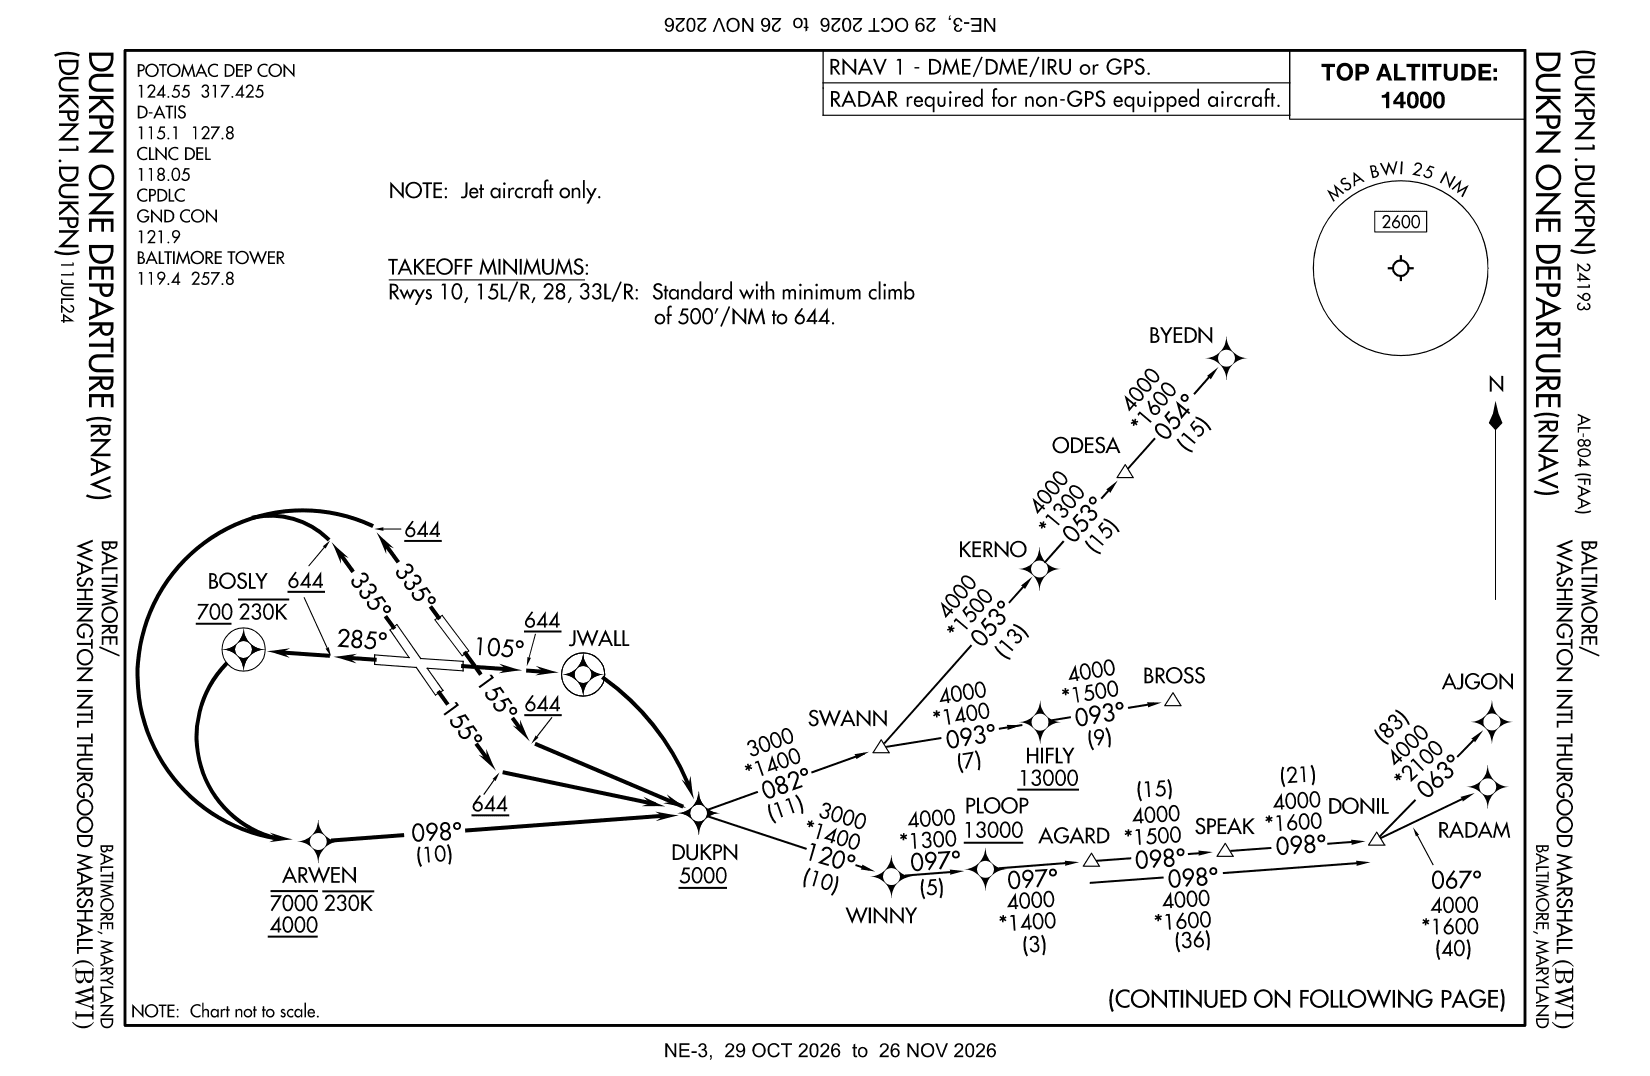 NE-3, 29 OCT 2026 to 26 NOV 2026
DUKPN ONE DEPARTURE (RNAV)
(DUKPN1.DUKPN) 11JUL24
BALTIMORE/
WASHINGTON INTL THURGOOD MARSHALL (BWI)
BALTIMORE, MARYLAND
POTOMAC DEP CON
124.55 317.425
D-ATIS
115.1 127.8
CLNC DEL
118.05
CPDLC
GND CON
121.9
BALTIMORE TOWER
119.4 257.8
NOTE: Jet aircraft only.
TAKEOFF MINIMUMS:
Rwys 10, 15L/R, 28, 33L/R: Standard with minimum climb
of 500'/NM to 644.
RNAV 1 - DME/DME/IRU or GPS.
RADAR required for non-GPS equipped aircraft.
TOP ALTITUDE:
14000
MSA BWI 25 NM
2600
N
BYEDN
4000
*1600
054°
(15)
ODESA
4000
*1300
053°
(15)
KERNO
4000
*1500
053°
(13)
644
335°
335°
644
BOSLY
700 230K
285°
105°
644
JWALL
155°
155°
644
644
ARWEN
7000 230K
4000
098°
(10)
DUKPN
5000
3000
*1400
082°
(11)
SWANN
4000
*1400
093°
(7)
HIFLY
13000
4000
*1500
093°
(9)
BROSS
3000
*1400
120°
(10)
WINNY
4000
*1300
097°
(5)
PLOOP
13000
097°
4000
*1400
(3)
AGARD
(15)
4000
*1500
098°
SPEAK
(21)
4000
*1600
098°
DONIL
098°
4000
*1600
(36)
(83)
4000
*2100
063°
AJGON
RADAM
067°
4000
*1600
(40)
(CONTINUED ON FOLLOWING PAGE)
NOTE: Chart not to scale.
DUKPN ONE DEPARTURE (RNAV)
(DUKPN1.DUKPN) 24193
AL-804 (FAA)
BALTIMORE/
WASHINGTON INTL THURGOOD MARSHALL (BWI)
BALTIMORE, MARYLAND
NE-3, 29 OCT 2026 to 26 NOV 2026